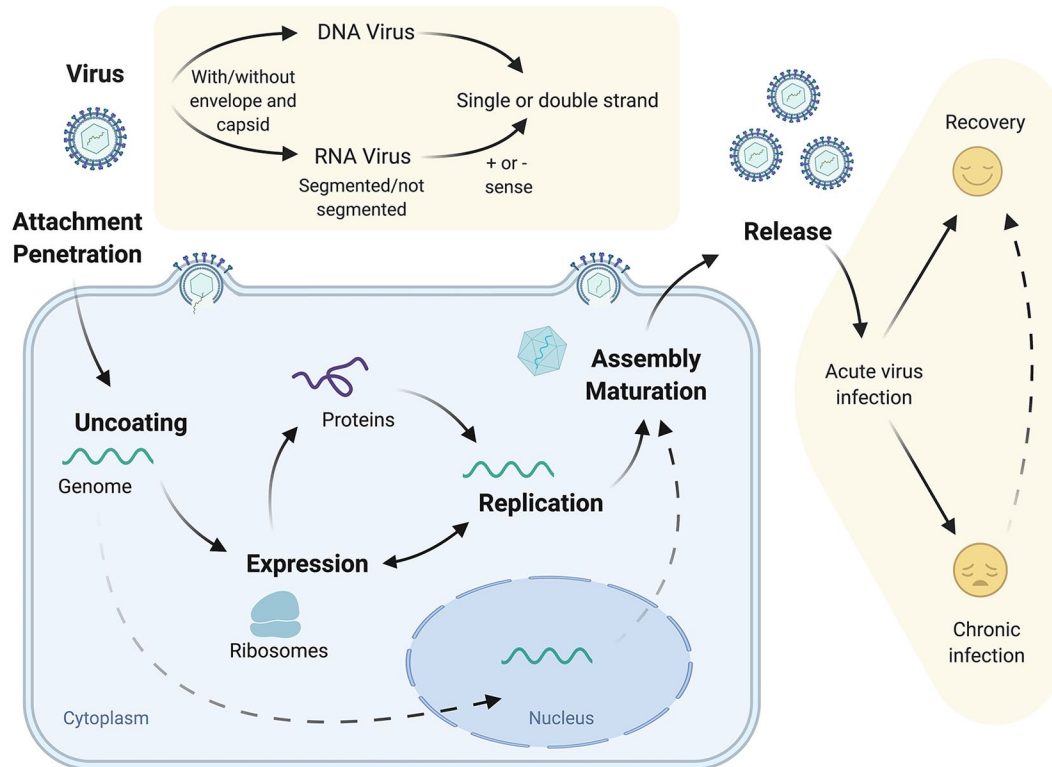 Virus
With/without
envelope and
capsid
DNA Virus
RNA Virus
Segmented/not
segmented
Single or double strand
+ or -
sense
Attachment
Penetration
Uncoating
Genome
Proteins
Expression
Ribosomes
Replication
Assembly
Maturation
Cytoplasm
Nucleus
Release
Acute virus
infection
Recovery
Chronic
infection